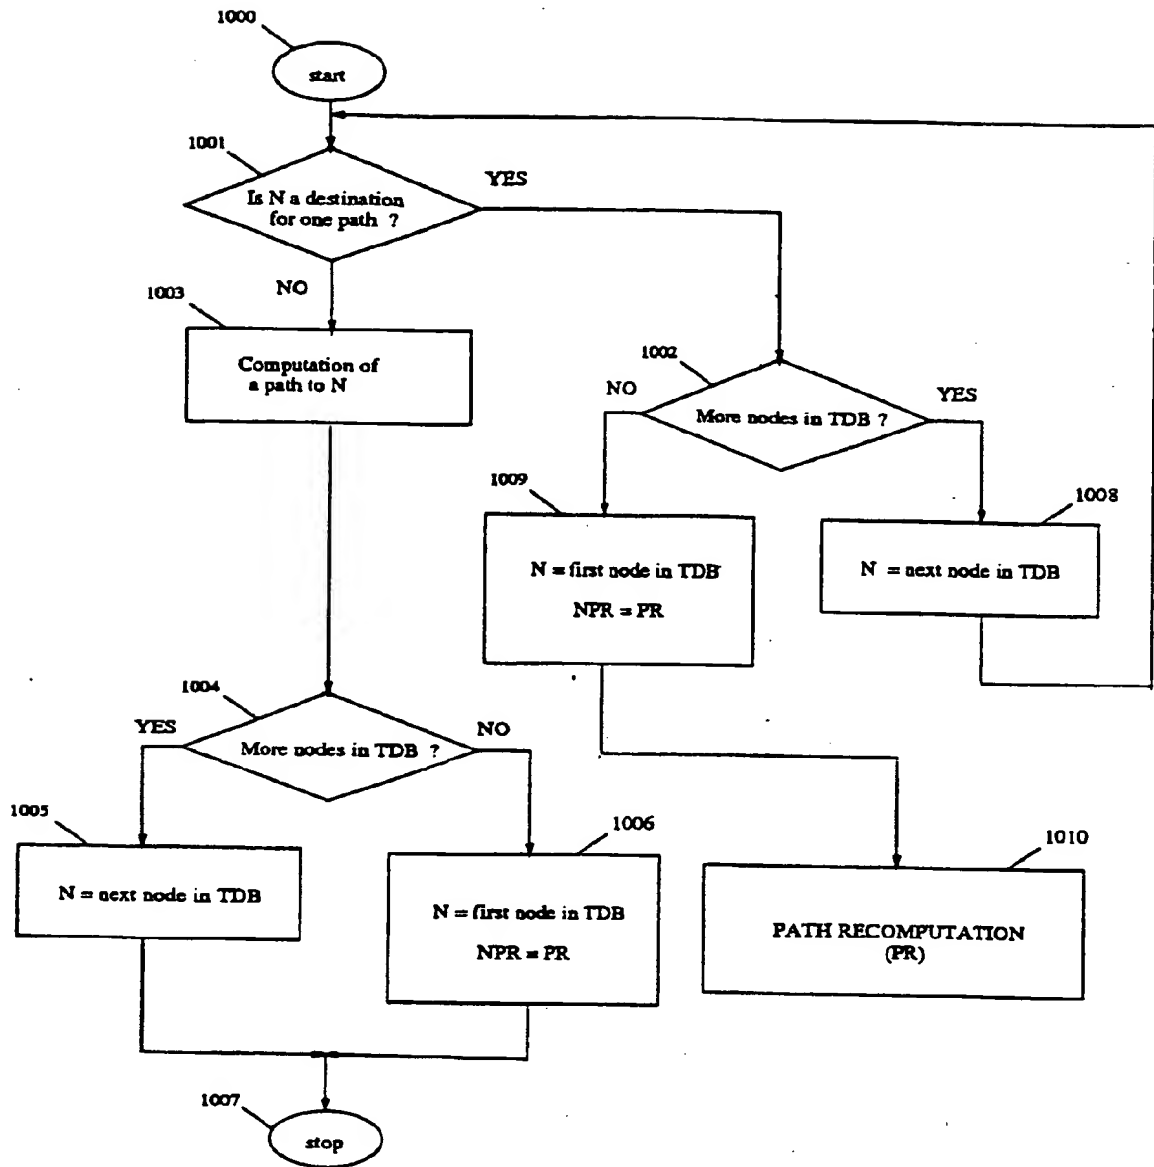 1000
start
1001
YES
Is N a destination
for one path ?
NO
1003
Computation of
a path to N
1002
NO
YES
More nodes in TDB ?
1009
1008
N = first node in TDB
NPR = PR
N = next node in TDB
1004
YES
NO
More nodes in TDB ?
1005
1006
1010
N = next node in TDB
N = first node in TDB
NPR = PR
PATH RECOMPUTATION
(PR)
1007
stop